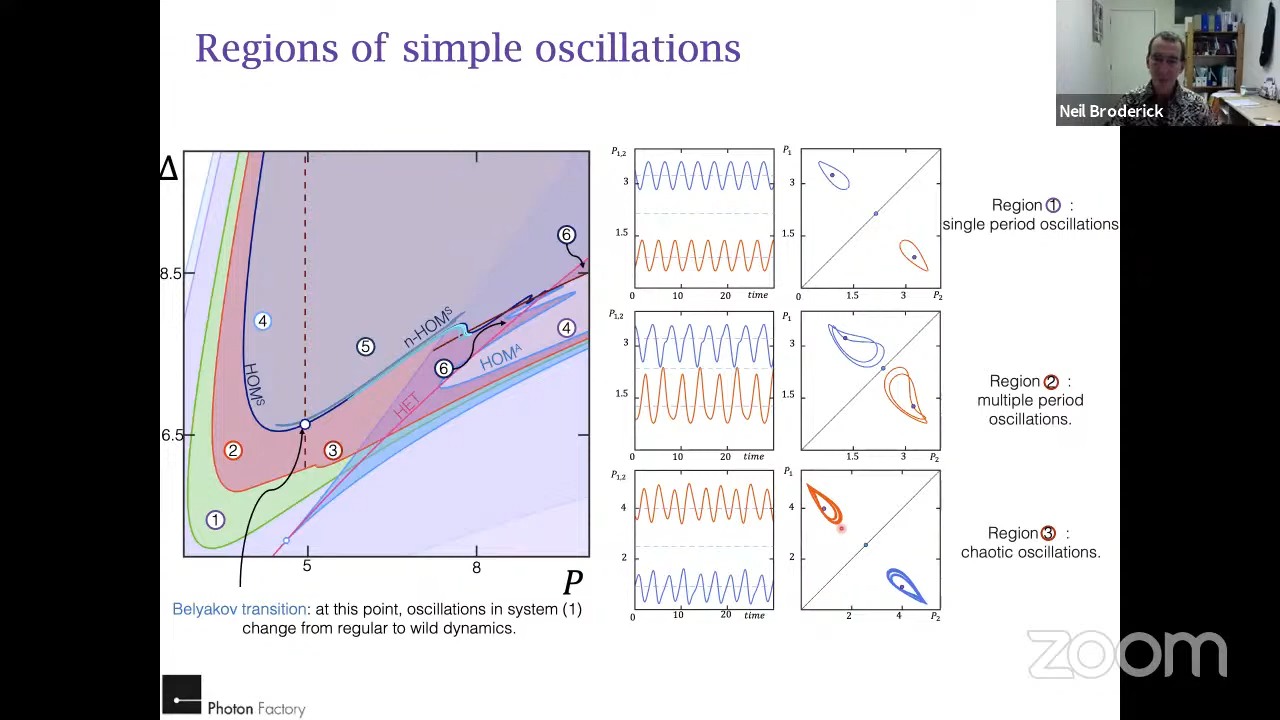 Regions of simple oscillations
Neil Broderick
Δ
8.5
6.5
5
8
P
1
2
3
4
5
6
6
4
HOMS
n-HOMS
HOMA
HET
Belyakov transition: at this point, oscillations in system (1)
change from regular to wild dynamics.
P1,2
3
1.5
0
10
20
time
P1
3
1.5
0
1.5
3
P2
Region 1 :
single period oscillations
P1,2
3
1.5
0
10
20
time
P1
3
1.5
1.5
3
P2
Region 2 :
multiple period
oscillations.
P1,2
4
2
0
10
20
time
P1
4
2
2
4
P2
Region 3 :
chaotic oscillations.
zoom
Photon Factory